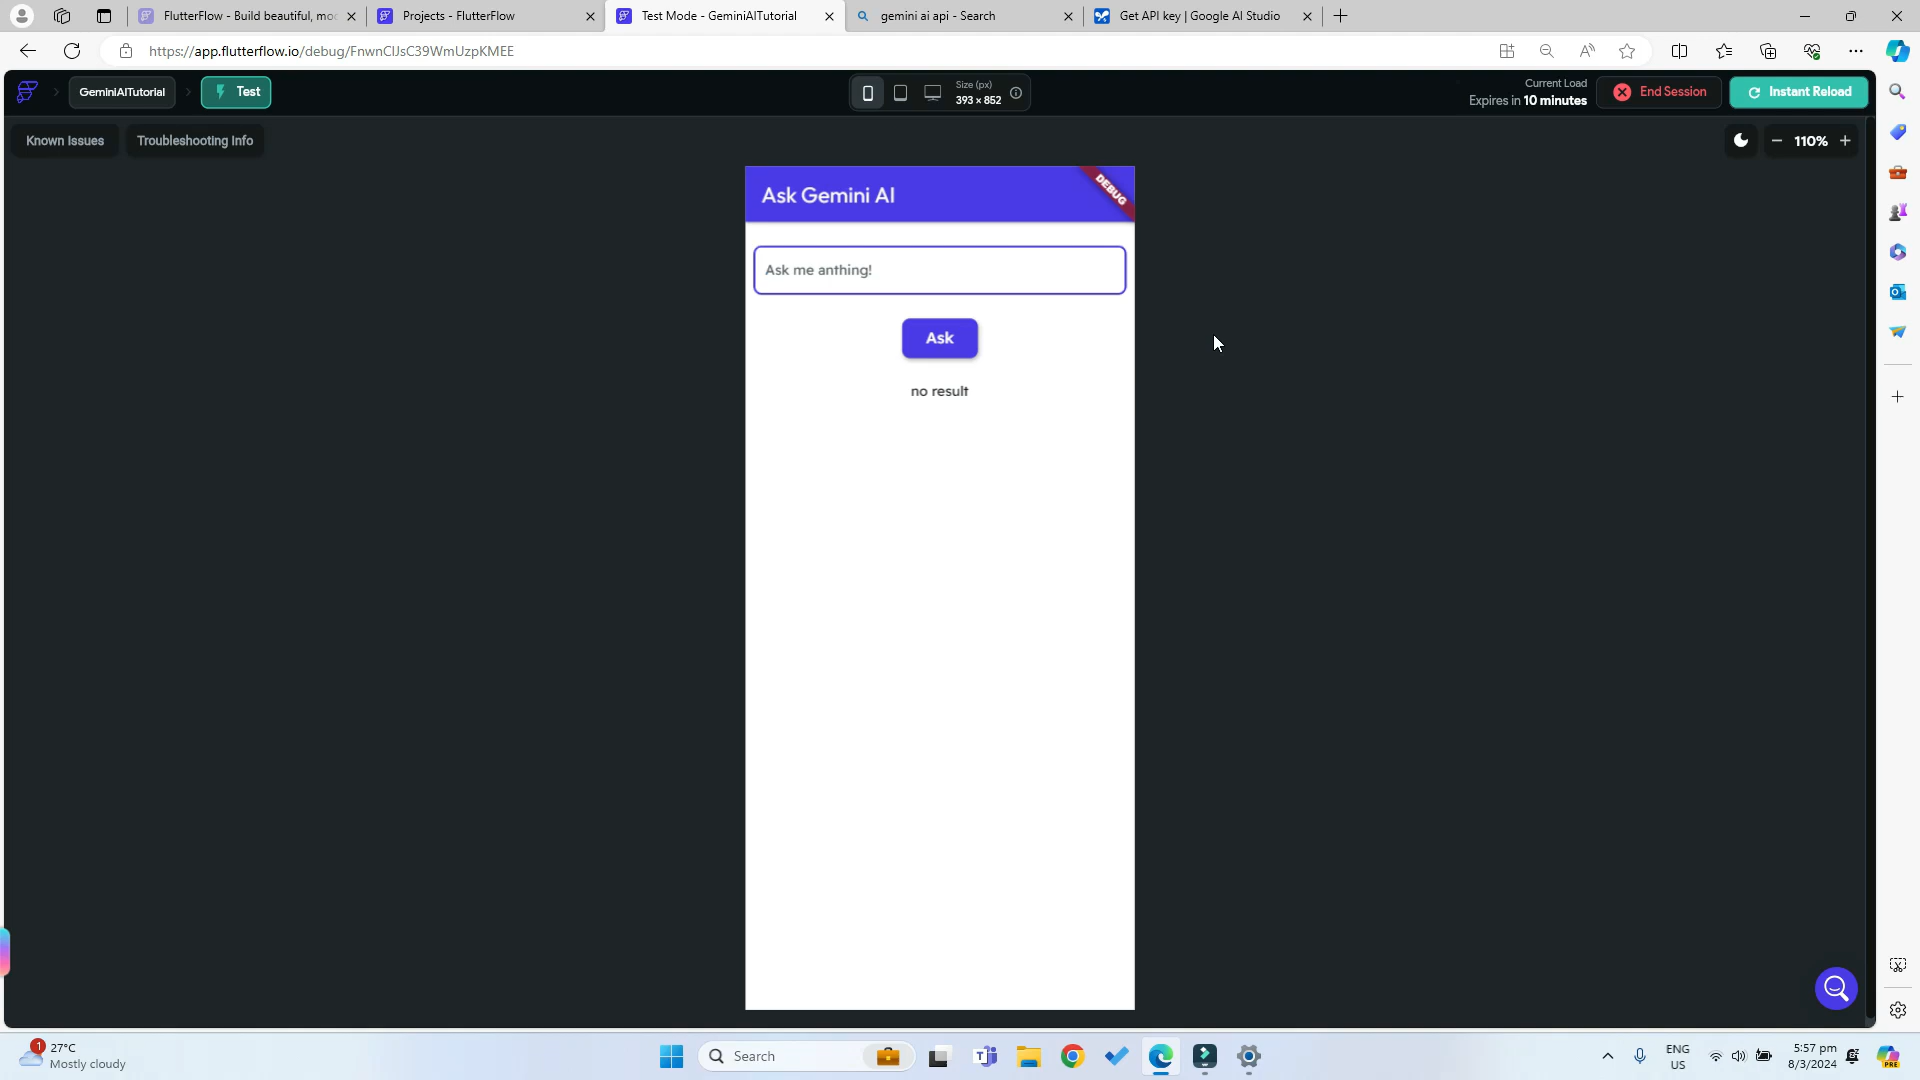 FlutterFlow - Build beautiful, mo
Projects - FlutterFlow
Test Mode - GeminiAITutorial
gemini ai api - Search
Get API key | Google AI Studio
https://app.flutterflow.io/debug/FnwnCIJsC39WmUzpKMEE
GeminiAITutorial
Test
Size (px)
393 × 852
Current Load
Expires in 10 minutes
End Session
Instant Reload
Known Issues
Troubleshooting Info
110%
Ask Gemini AI
DEBUG
Ask me anthing!
Ask
no result
1
27°C
Mostly cloudy
Search
ENG
US
5:57 pm
8/3/2024
PRE